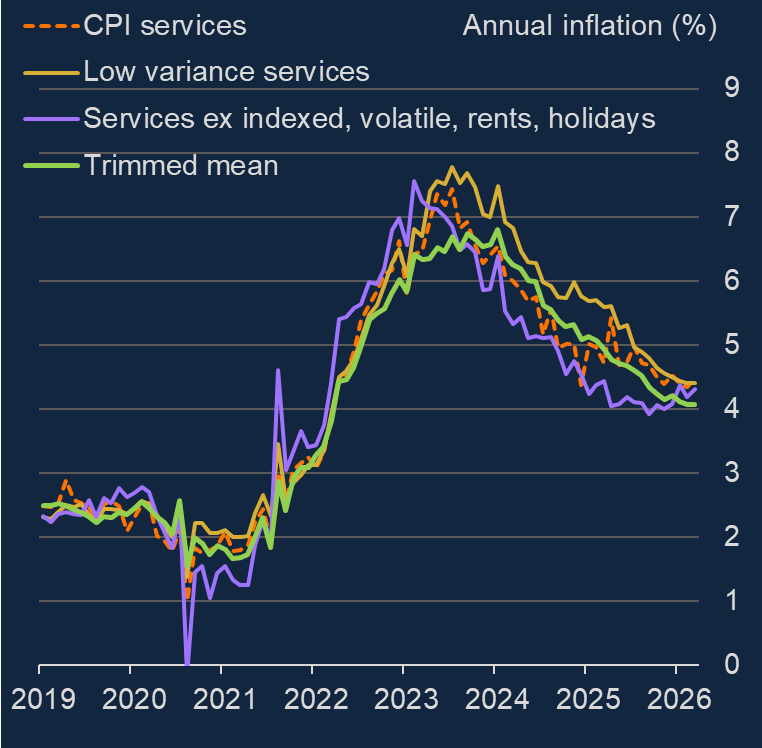 CPI services
Annual inflation (%)
Low variance services
9
Services ex indexed, volatile, rents, holidays
8
Trimmed mean
7
6
5
4
3
2
1
0
2019 2020 2021 2022 2023 2024 2025 2026